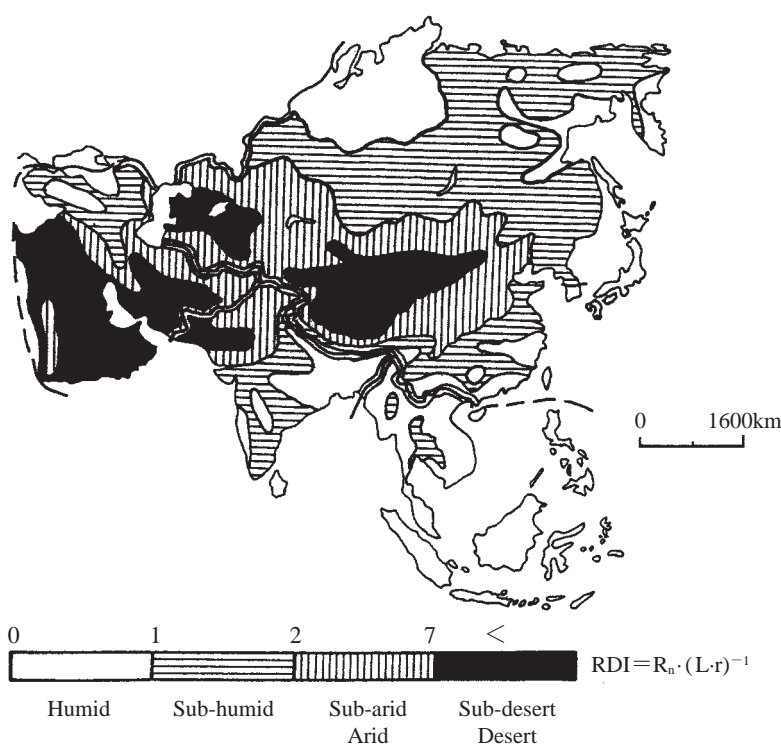 0 1600km
0 1 2 7 <
RDI＝Rₙ·(L·r)⁻¹
Humid Sub-humid Sub-arid Sub-desert
Arid Desert